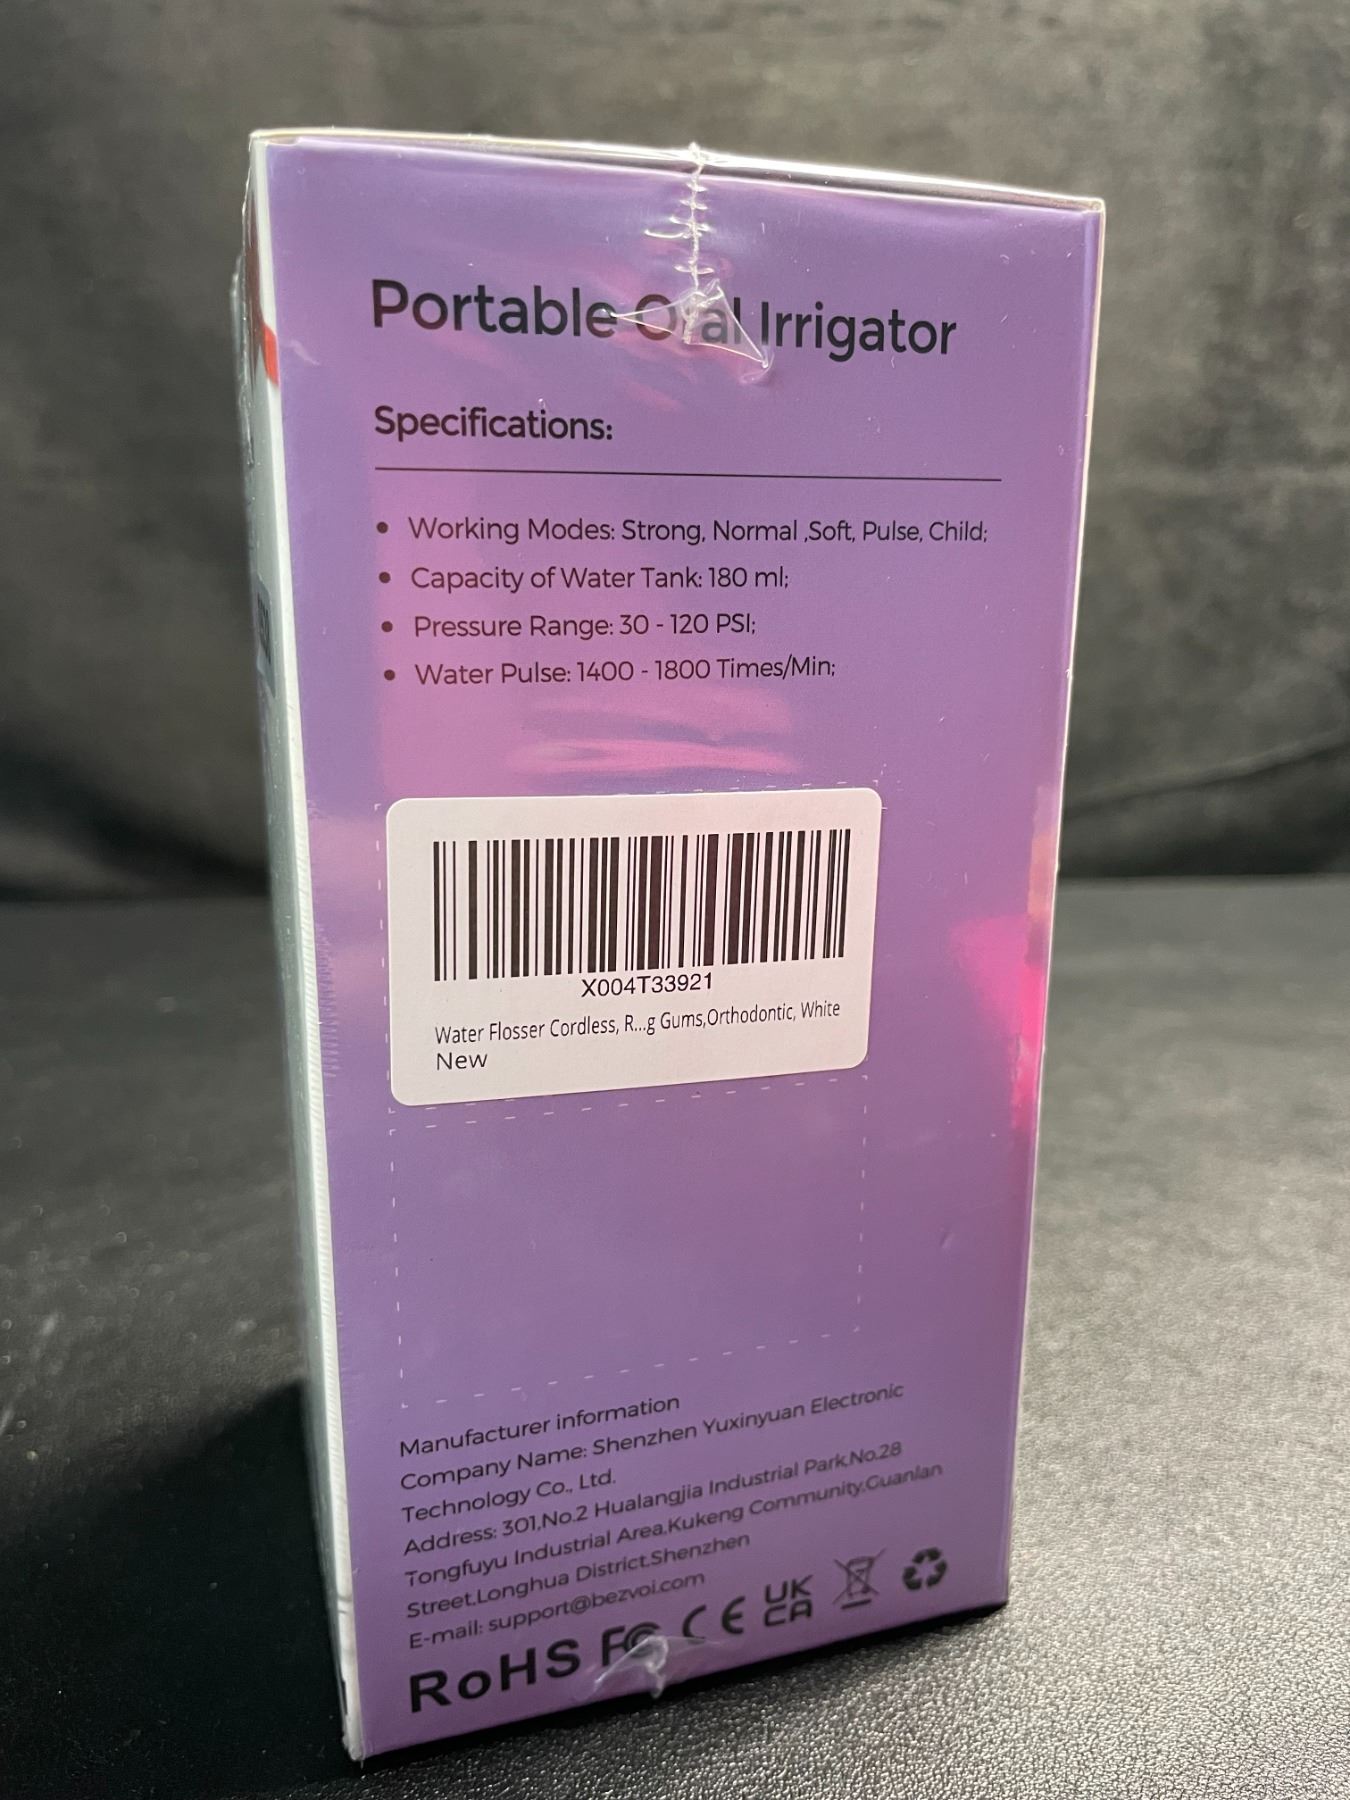 Portable Oral Irrigator
Specifications:
• Working Modes: Strong, Normal ,Soft, Pulse, Child;
• Capacity of Water Tank: 180 ml;
• Pressure Range: 30 - 120 PSI;
• Water Pulse: 1400 - 1800 Times/Min;
X004T33921
Water Flosser Cordless, R...g Gums,Orthodontic, White
New
Manufacturer information
Company Name: Shenzhen Yuxinyuan Electronic
Technology Co., Ltd.
Address: 301,No.2 Hualangjia Industrial Park,No.28
Tongfuyu Industrial Area,Kukeng Community,Guanlan
Street,Longhua District,Shenzhen
E-mail: support@bezvoi.com
RoHS FC CE UK
CA